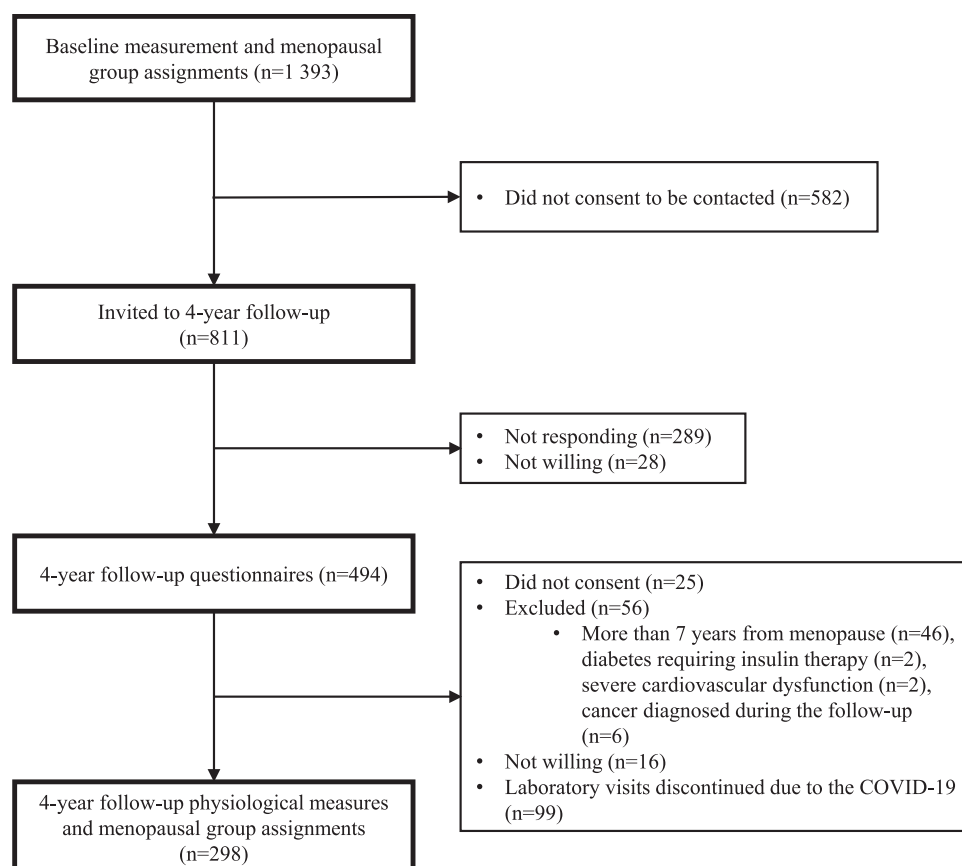 Baseline measurement and menopausal
group assignments (n=1 393)
• Did not consent to be contacted (n=582)
Invited to 4-year follow-up
(n=811)
• Not responding (n=289)
• Not willing (n=28)
4-year follow-up questionnaires (n=494)
• Did not consent (n=25)
• Excluded (n=56)
• More than 7 years from menopause (n=46),
diabetes requiring insulin therapy (n=2),
severe cardiovascular dysfunction (n=2),
cancer diagnosed during the follow-up
(n=6)
• Not willing (n=16)
• Laboratory visits discontinued due to the COVID-19
(n=99)
4-year follow-up physiological measures
and menopausal group assignments
(n=298)